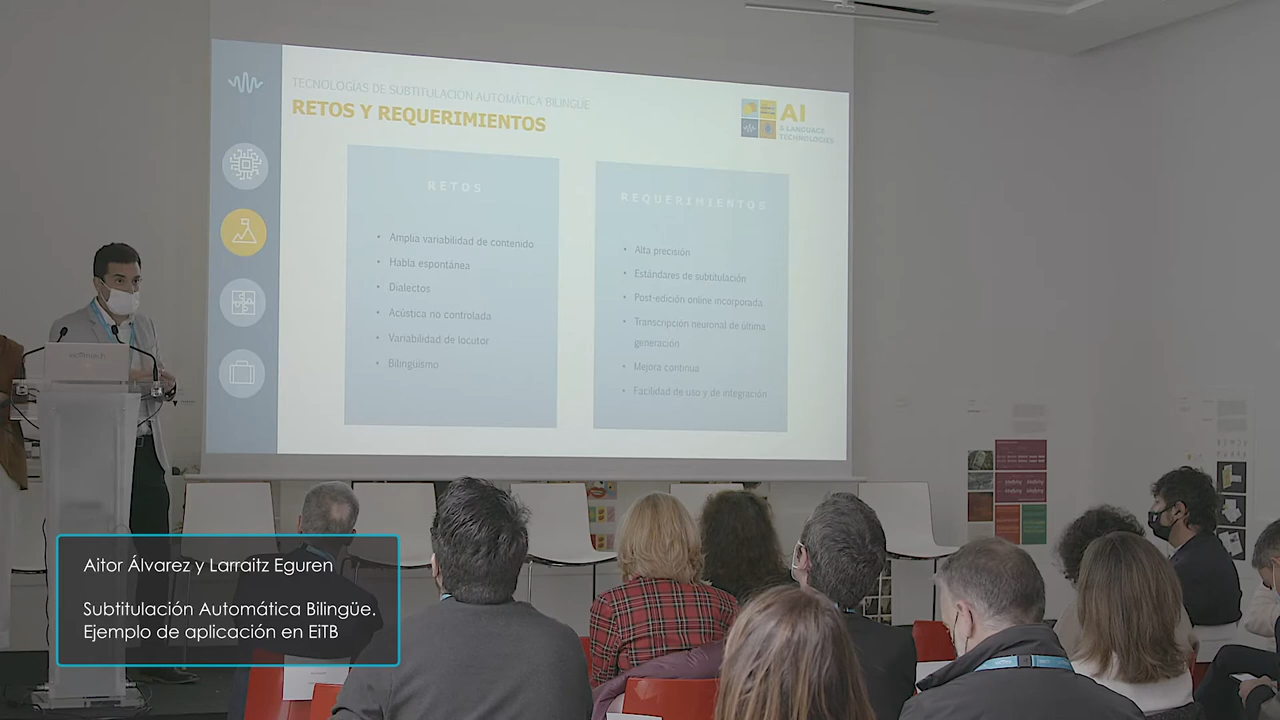 TECNOLOGÍAS DE SUBTITULACIÓN AUTOMÁTICA BILINGÜE
RETOS Y REQUERIMIENTOS
AI
& LANGUAGE
TECHNOLOGIES
RETOS
• Amplia variabilidad de contenido
• Habla espontánea
• Dialectos
• Acústica no controlada
• Variabilidad de locutor
• Bilingüismo
REQUERIMIENTOS
• Alta precisión
• Estándares de subtitulación
• Post-edición online incorporada
• Transcripción neuronal de última
generación
• Mejora continua
• Facilidad de uso y de integración
Aitor Álvarez y Larraitz Eguren
Subtitulación Automática Bilingüe.
Ejemplo de aplicación en EiTB